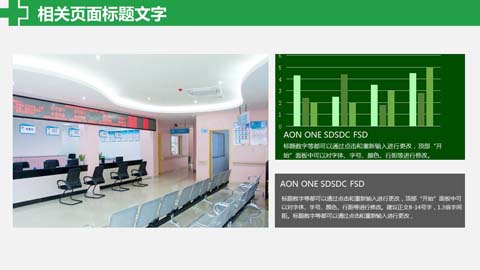 相关页面标题文字
6
5
4
3
2
1
0
AON ONE SDSDC FSD
标题数字等都可以通过点击和重新输入进行更改，顶部“开
始”面板中可以对字体、字号、颜色、行距等进行修改。
AON ONE SDSDC FSD
标题数字等都可以通过点击和重新输入进行更改，顶部“开始”面板中可
以对字体、字号、颜色、行距等进行修改。建议正文8-14号字，1.3倍字间
距。标题数字等都可以通过点击和重新输入进行更改，